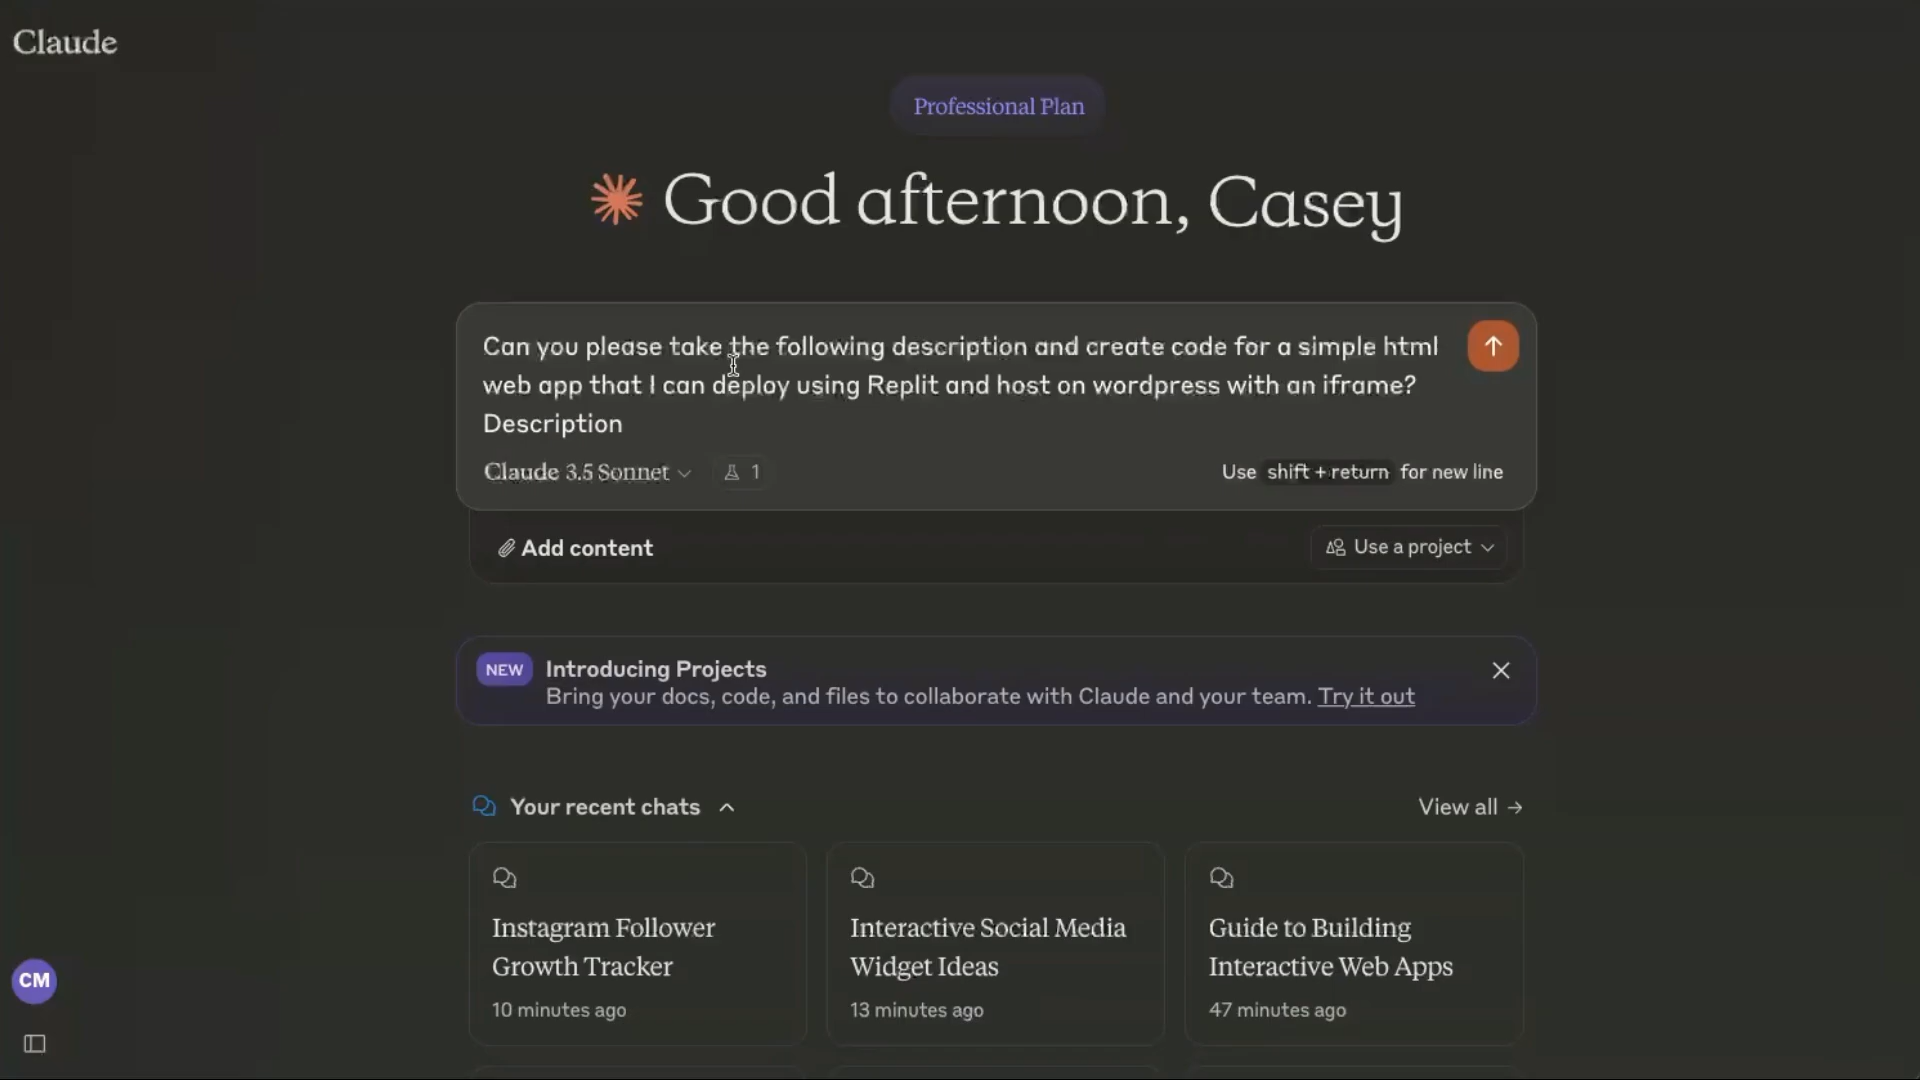 Claude
Professional Plan
Good afternoon, Casey
Can you please take the following description and create code for a simple html
web app that I can deploy using Replit and host on wordpress with an iframe?
Description
Claude 3.5 Sonnet
1
Use shift + return for new line
Add content
Use a project
NEW
Introducing Projects
Bring your docs, code, and files to collaborate with Claude and your team. Try it out
Your recent chats
View all →
Instagram Follower
Growth Tracker
10 minutes ago
Interactive Social Media
Widget Ideas
13 minutes ago
Guide to Building
Interactive Web Apps
47 minutes ago
CM